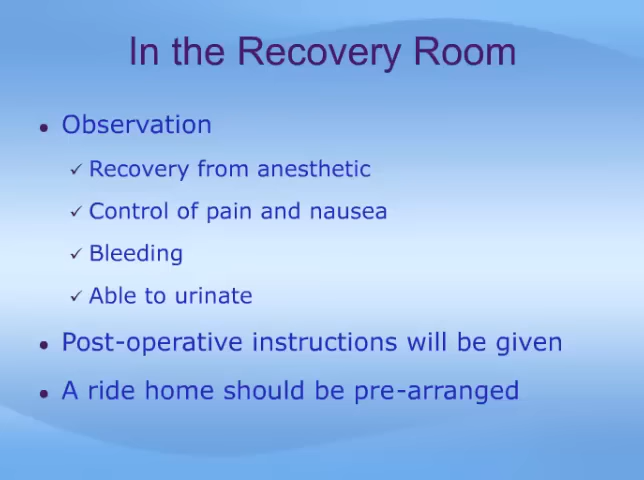 In the Recovery Room
• Observation
✓ Recovery from anesthetic
✓ Control of pain and nausea
✓ Bleeding
✓ Able to urinate
• Post-operative instructions will be given
• A ride home should be pre-arranged